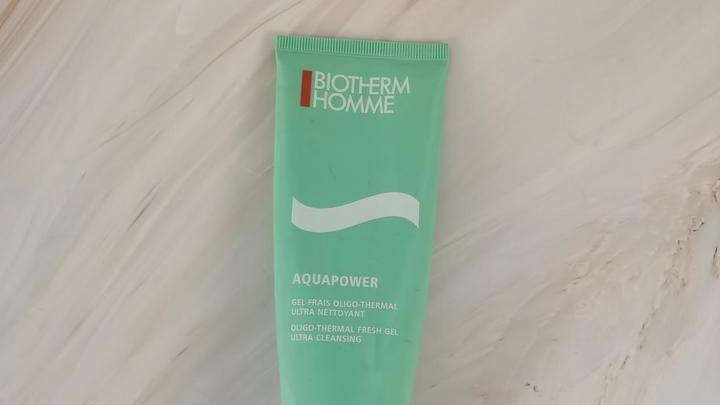 BIOTHERM
HOMME
AQUAPOWER
GEL FRAIS OLIGO-THERMAL
ULTRA NETTOYANT
OLIGO-THERMAL FRESH GEL
ULTRA CLEANSING